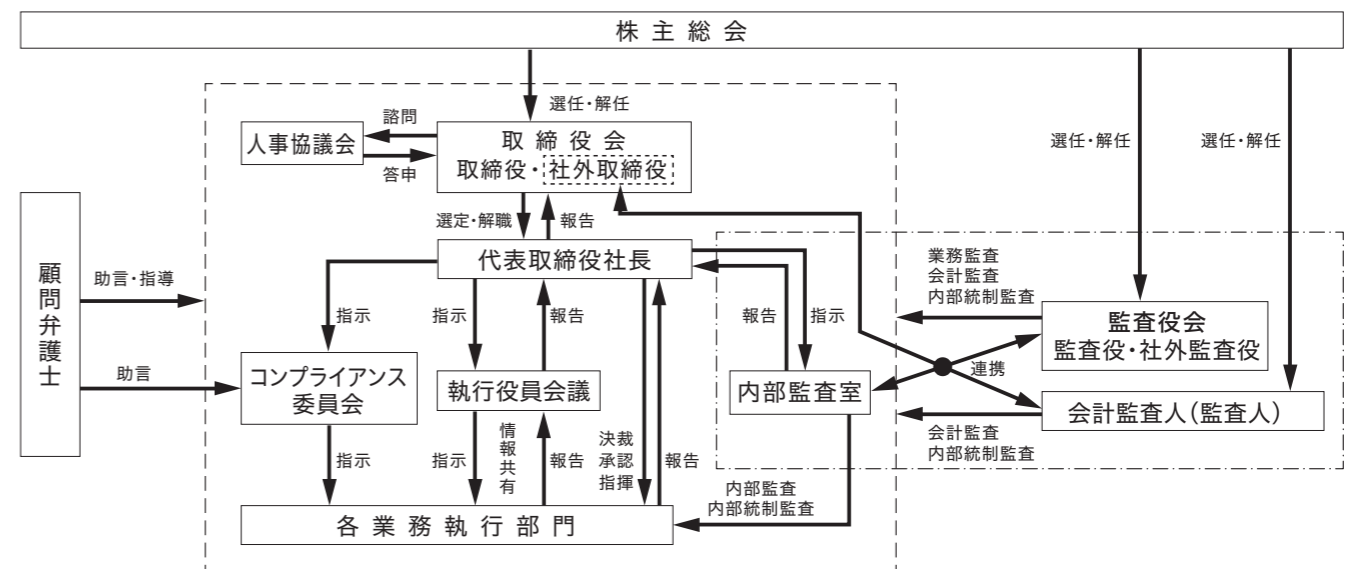 株主総会
選任・解任
選任・解任
選任・解任
諮問
人事協議会
答申
取締役会
取締役・社外取締役
選定・解職
報告
代表取締役社長
顧問弁護士
助言・指導
助言
業務監査
会計監査
内部統制監査
監査役会
監査役・社外監査役
指示
指示
報告
報告
指示
連携
コンプライアンス
委員会
執行役員会議
内部監査室
会計監査人(監査人)
会計監査
内部統制監査
指示
指示
情報共有
報告
決裁
承認
指揮
報告
内部監査
内部統制監査
各業務執行部門